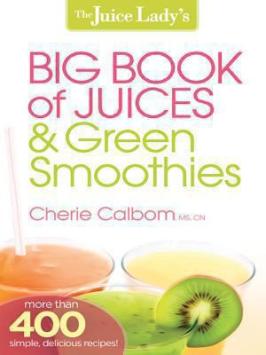 The Juice Lady's
BIG BOOK
of JUICES
& Green
Smoothies
Cherie Calbom, MS, CN
more than
400
simple, delicious recipes!